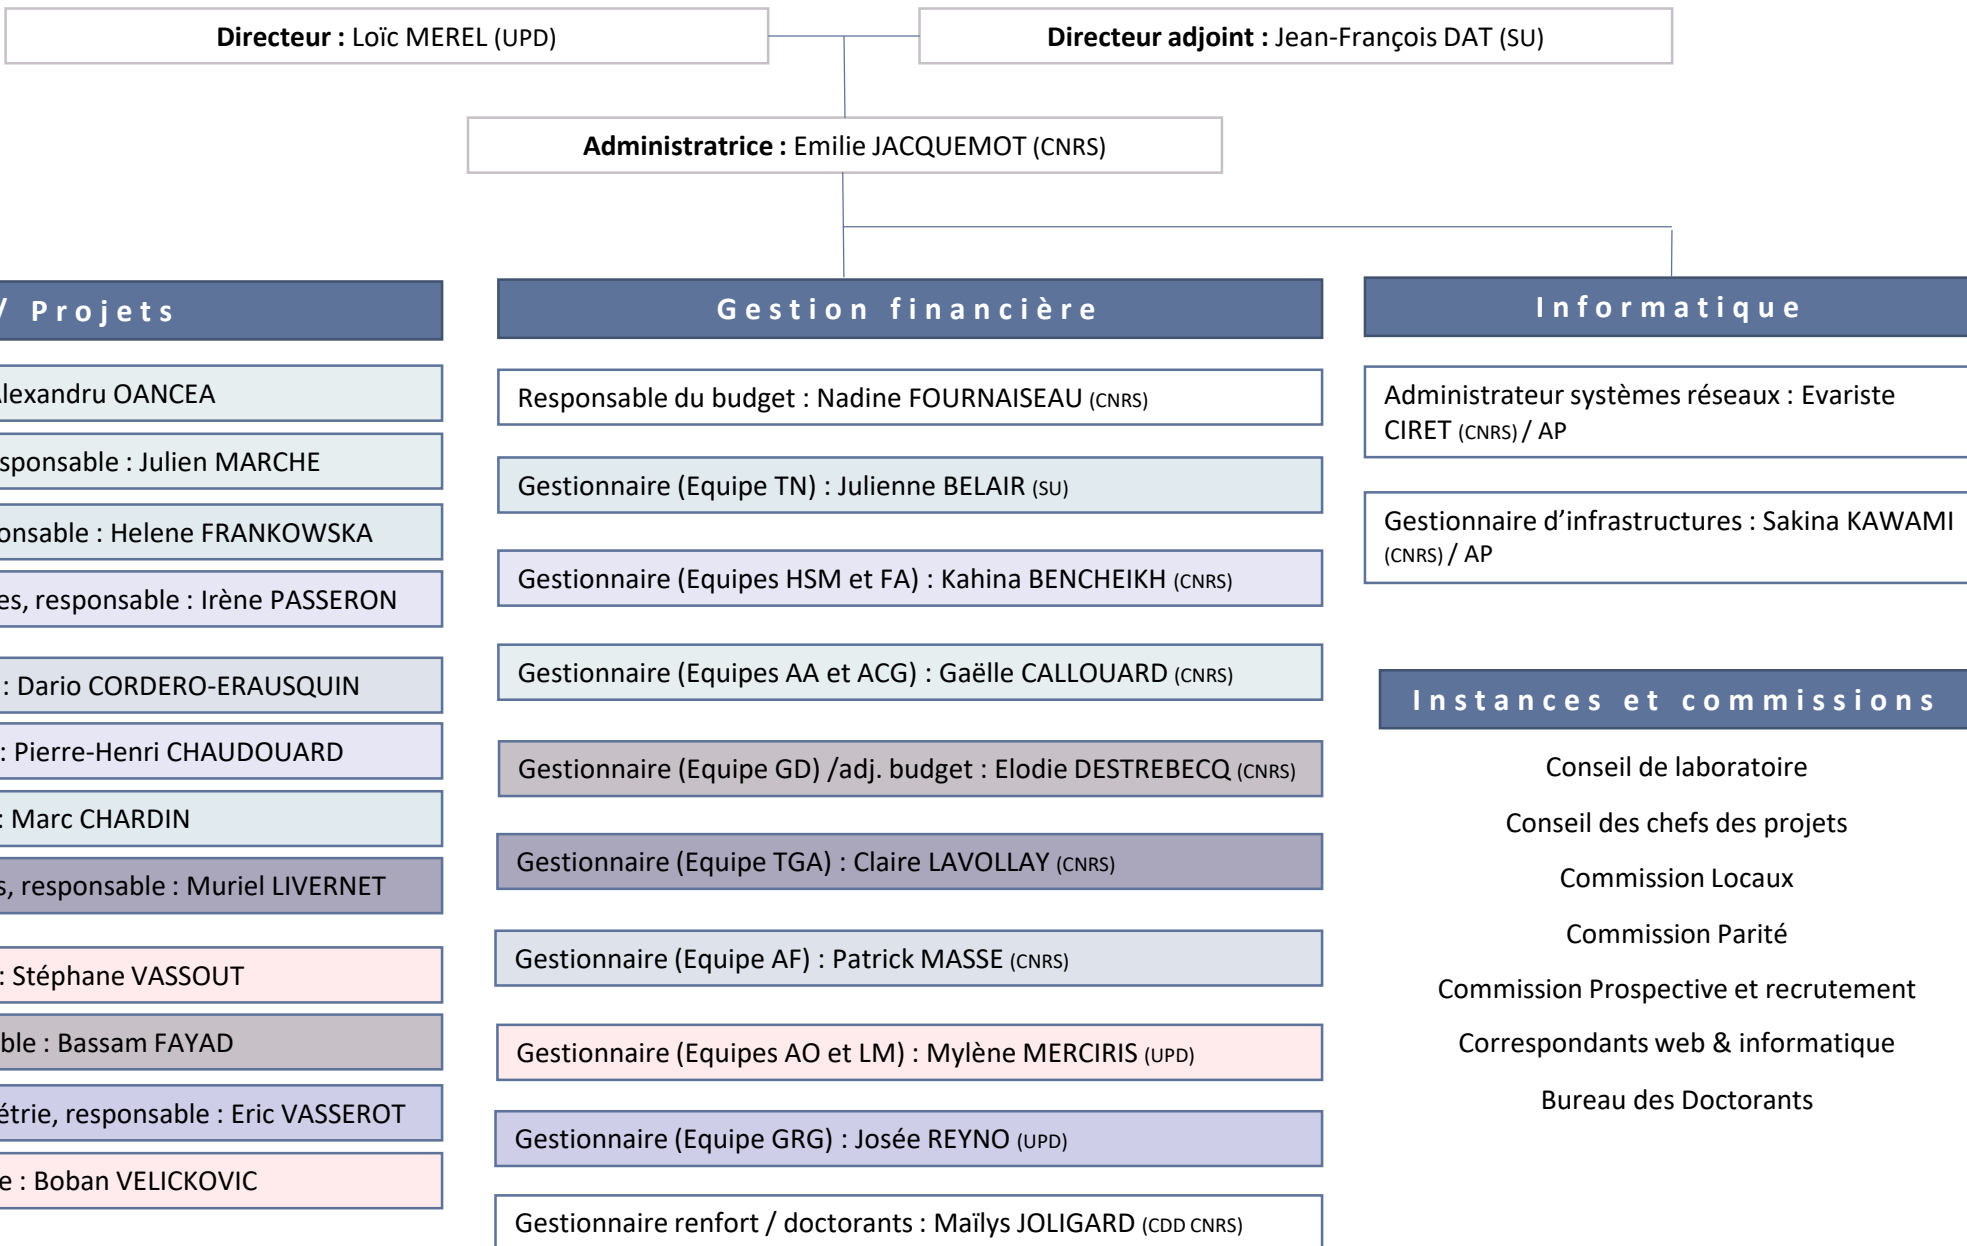 Directeur : Loïc MEREL (UPD)
Directeur adjoint : Jean-François DAT (SU)
Administratrice : Emilie JACQUEMOT (CNRS)
/ Projets
Alexandru OANCEA
sponsable : Julien MARCHE
onsable : Helene FRANKOWSKA
es, responsable : Irène PASSERON
: Dario CORDERO-ERAUSQUIN
: Pierre-Henri CHAUDOUARD
: Marc CHARDIN
s, responsable : Muriel LIVERNET
: Stéphane VASSOUT
ble : Bassam FAYAD
étrie, responsable : Eric VASSEROT
e : Boban VELICKOVIC
Gestion financière
Responsable du budget : Nadine FOURNAISEAU (CNRS)
Gestionnaire (Equipe TN) : Julienne BELAIR (SU)
Gestionnaire (Equipes HSM et FA) : Kahina BENCHEIKH (CNRS)
Gestionnaire (Equipes AA et ACG) : Gaëlle CALLOUARD (CNRS)
Gestionnaire (Equipe GD) /adj. budget : Elodie DESTREBECQ (CNRS)
Gestionnaire (Equipe TGA) : Claire LAVOLLAY (CNRS)
Gestionnaire (Equipe AF) : Patrick MASSE (CNRS)
Gestionnaire (Equipes AO et LM) : Mylène MERCIRIS (UPD)
Gestionnaire (Equipe GRG) : Josée REYNO (UPD)
Gestionnaire renfort / doctorants : Maïlys JOLIGARD (CDD CNRS)
Informatique
Administrateur systèmes réseaux : Evariste
CIRET (CNRS) / AP
Gestionnaire d’infrastructures : Sakina KAWAMI
(CNRS) / AP
Instances et commissions
Conseil de laboratoire
Conseil des chefs des projets
Commission Locaux
Commission Parité
Commission Prospective et recrutement
Correspondants web & informatique
Bureau des Doctorants